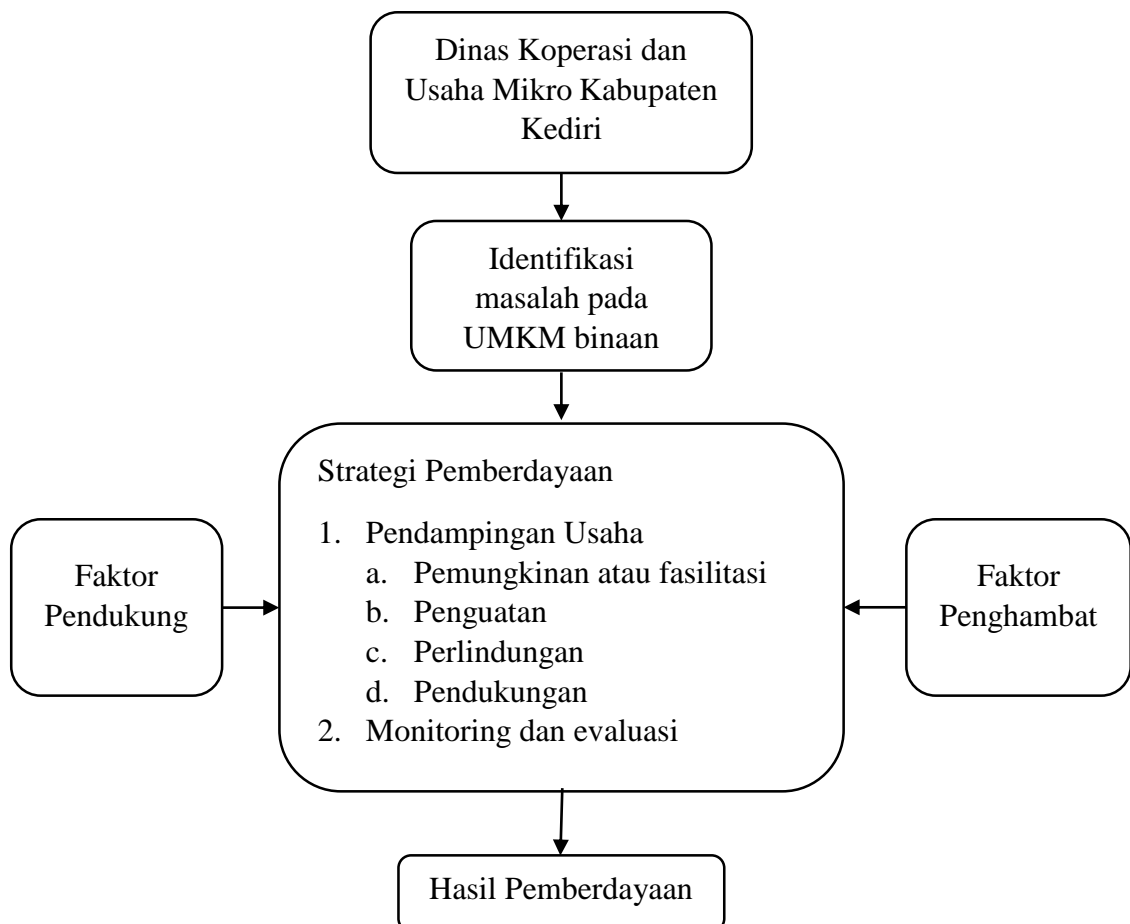 Dinas Koperasi dan
Usaha Mikro Kabupaten
Kediri
Identifikasi
masalah pada
UMKM binaan
Strategi Pemberdayaan
1. Pendampingan Usaha
a. Pemungkinan atau fasilitasi
b. Penguatan
c. Perlindungan
d. Pendukungan
2. Monitoring dan evaluasi
Faktor
Pendukung
Faktor
Penghambat
Hasil Pemberdayaan